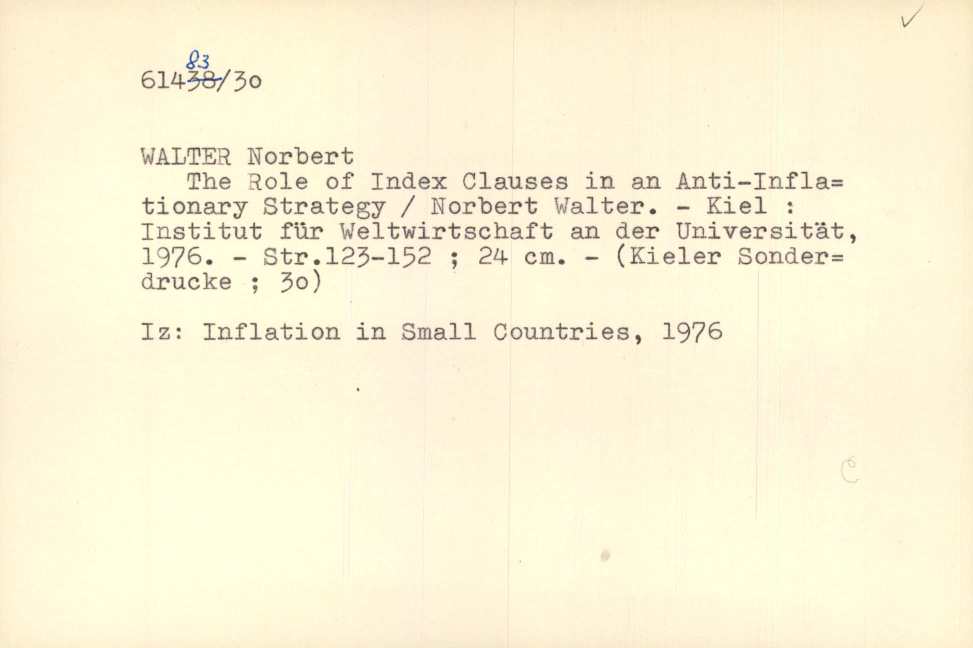 ✓
83
61438/3o
WALTER Norbert
The Role of Index Clauses in an Anti-Infla=
tionary Strategy / Norbert Walter. - Kiel :
Institut für Weltwirtschaft an der Universität,
1976. - Str.123-152 ; 24 cm. - (Kieler Sonder=
drucke ; 3o)
Iz: Inflation in Small Countries, 1976